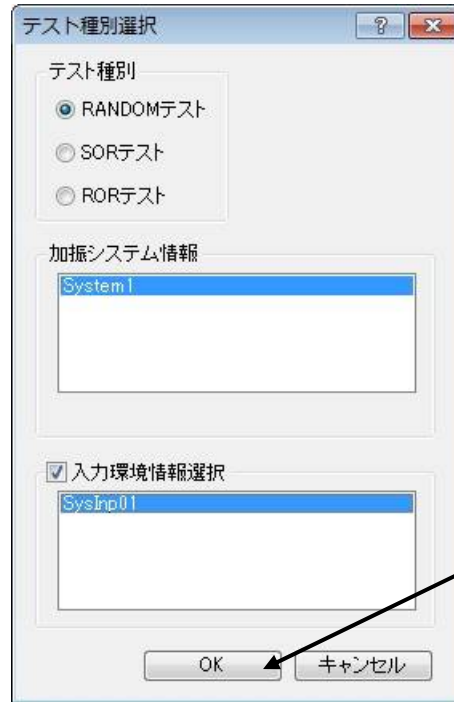 テスト種別選択
テスト種別
RANDOMテスト
SORテスト
RORテスト
加振システム情報
System1
入力環境情報選択
SysInp01
OK
キャンセル